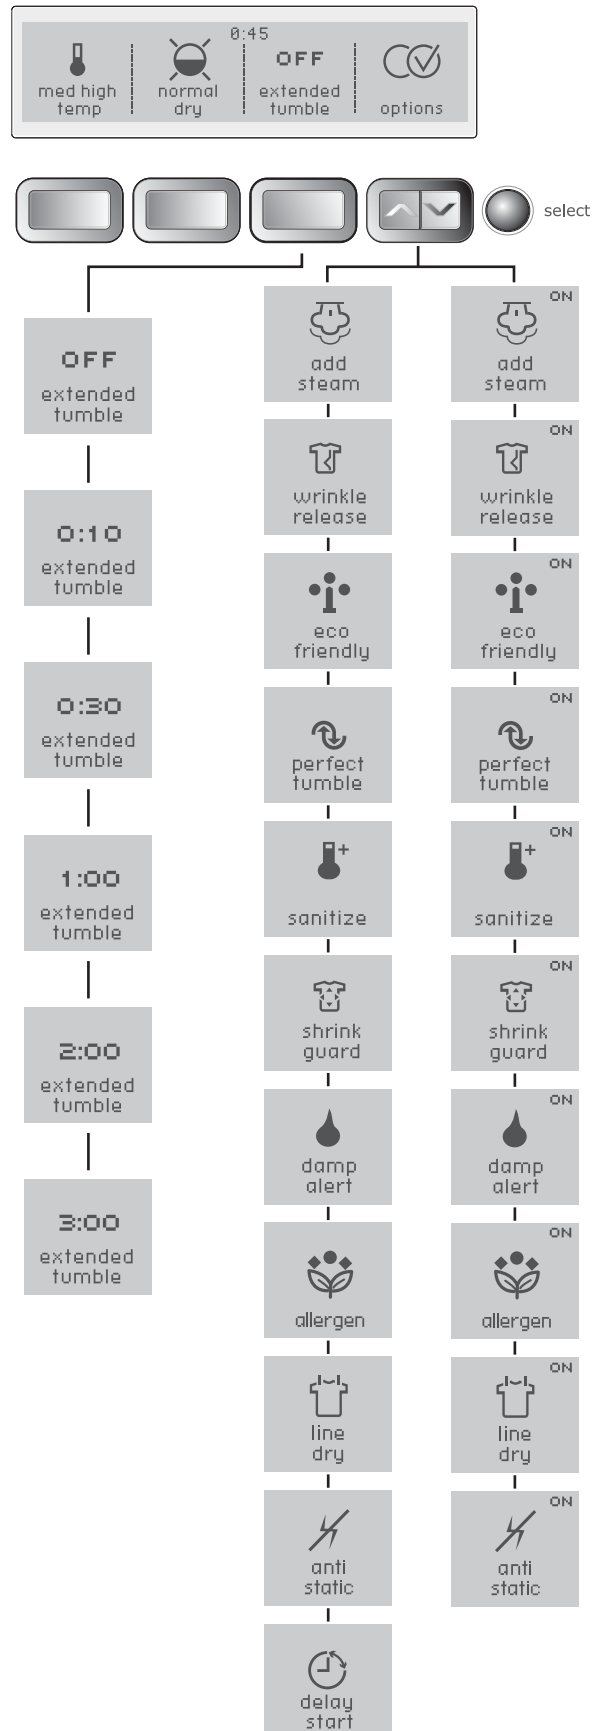 0:45
med high
temp
normal
dry
OFF
extended
tumble
options
select
OFF
extended
tumble
0:10
extended
tumble
0:30
extended
tumble
1:00
extended
tumble
2:00
extended
tumble
3:00
extended
tumble
add
steam
wrinkle
release
eco
friendly
perfect
tumble
sanitize
shrink
guard
damp
alert
allergen
line
dry
anti
static
delay
start
ON
add
steam
ON
wrinkle
release
ON
eco
friendly
ON
perfect
tumble
ON
sanitize
ON
shrink
guard
ON
damp
alert
ON
allergen
ON
line
dry
ON
anti
static